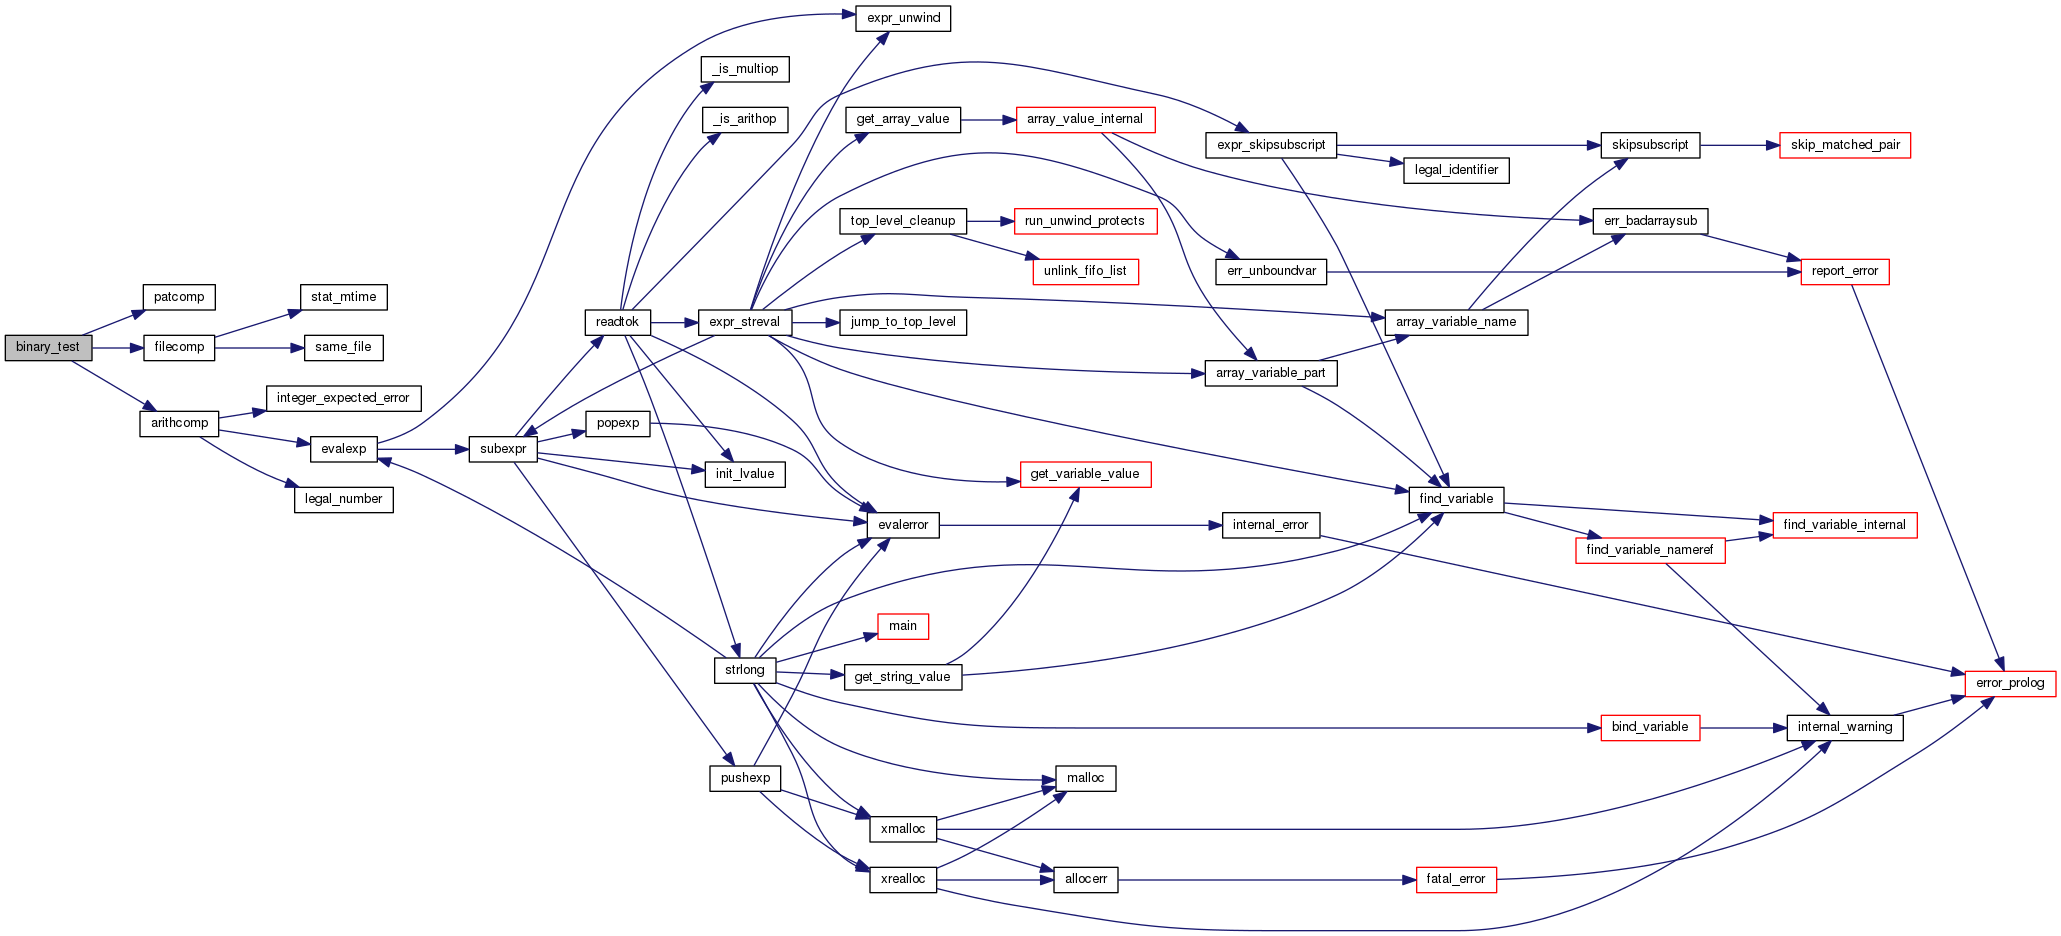 expr_unwind
_is_multiop
_is_arithop
get_array_value
array_value_internal
expr_skipsubscript
skipsubscript
skip_matched_pair
legal_identifier
top_level_cleanup
run_unwind_protects
err_badarraysub
unlink_fifo_list
err_unboundvar
report_error
patcomp
stat_mtime
readtok
expr_streval
jump_to_top_level
array_variable_name
binary_test
filecomp
same_file
array_variable_part
integer_expected_error
arithcomp
popexp
evalexp
subexpr
init_lvalue
get_variable_value
legal_number
find_variable
evalerror
internal_error
find_variable_internal
find_variable_nameref
main
strlong
get_string_value
error_prolog
bind_variable
internal_warning
pushexp
malloc
xmalloc
xrealloc
allocerr
fatal_error